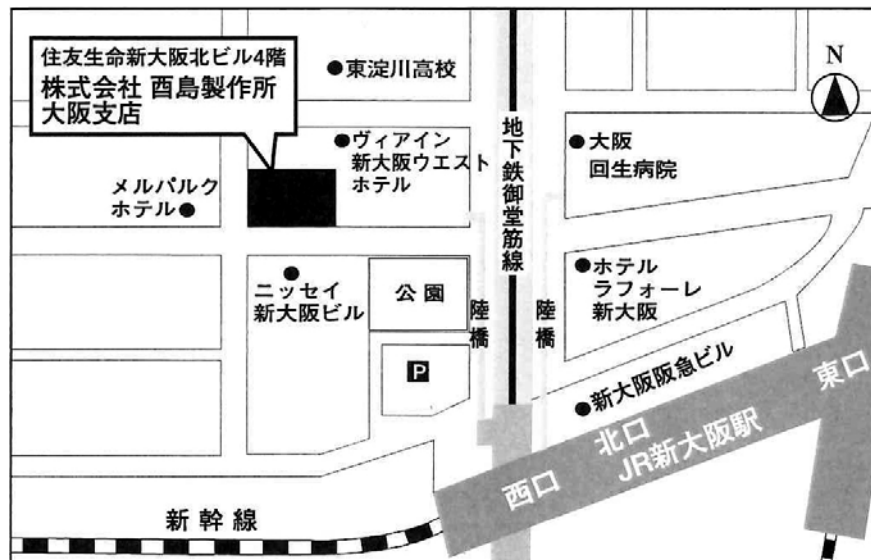 住友生命新大阪北ビル4階
株式会社 酉島製作所
大阪支店
東淀川高校
N
ヴィアイン
新大阪ウエスト
ホテル
地下鉄御堂筋線
大阪
回生病院
メルパルク
ホテル
ニッセイ
新大阪ビル
公園
陸橋
陸橋
ホテル
ラフォーレ
新大阪
P
新大阪阪急ビル
東口
北口
JR新大阪駅
西口
新幹線